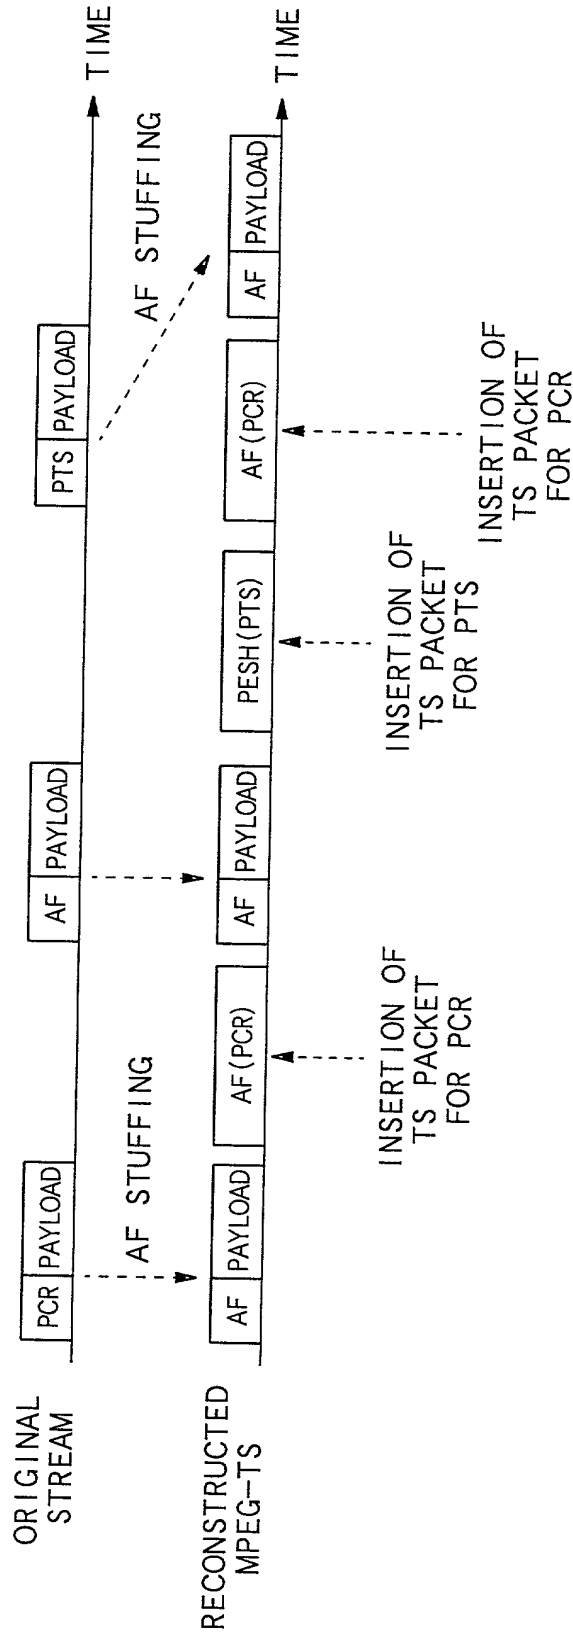 ORIGINAL
STREAM
PCR PAYLOAD
AF PAYLOAD
PTS PAYLOAD
TIME
AF STUFFING
AF STUFFING
RECONSTRUCTED
MPEG-TS
AF PAYLOAD
AF(PCR)
AF PAYLOAD
PESH(PTS)
AF(PCR)
AF PAYLOAD
TIME
INSERTION OF
TS PACKET
FOR PCR
INSERTION OF
TS PACKET
FOR PTS
INSERTION OF
TS PACKET
FOR PCR